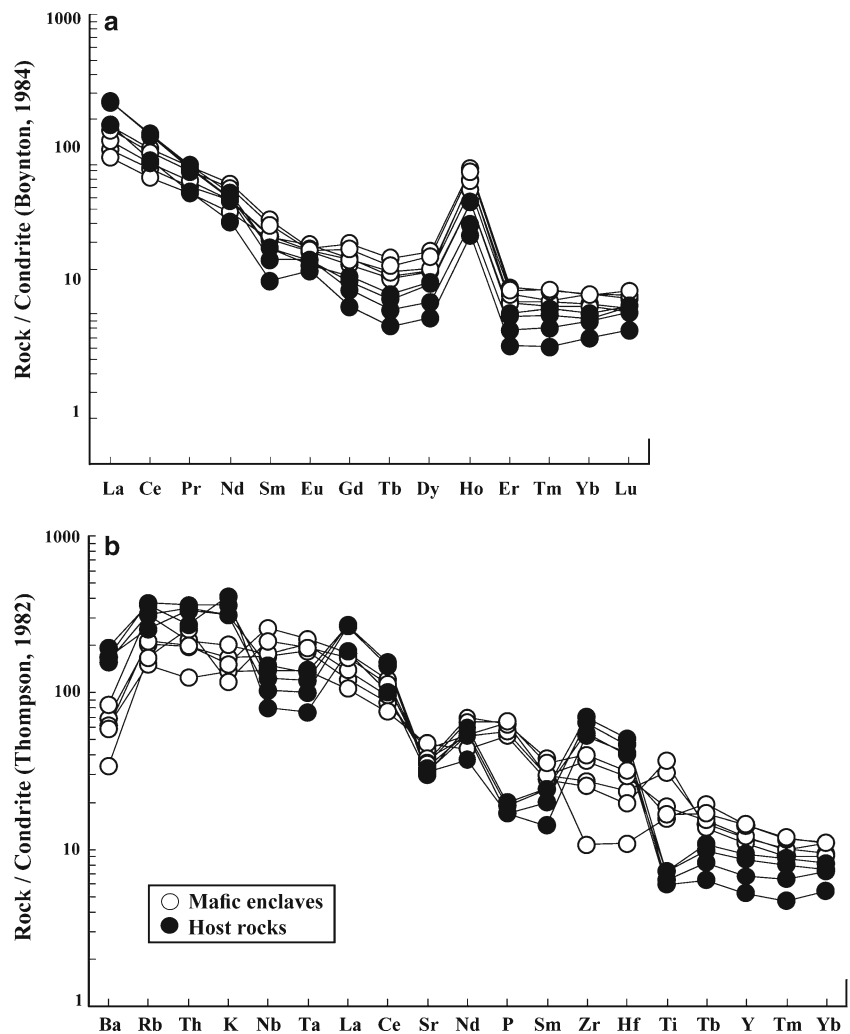 a
1000
100
10
1
Rock / Condrite (Boynton, 1984)
La Ce Pr Nd Sm Eu Gd Tb Dy Ho Er Tm Yb Lu
b
1000
100
10
1
Rock / Condrite (Thompson, 1982)
Mafic enclaves
Host rocks
Ba Rb Th K Nb Ta La Ce Sr Nd P Sm Zr Hf Ti Tb Y Tm Yb